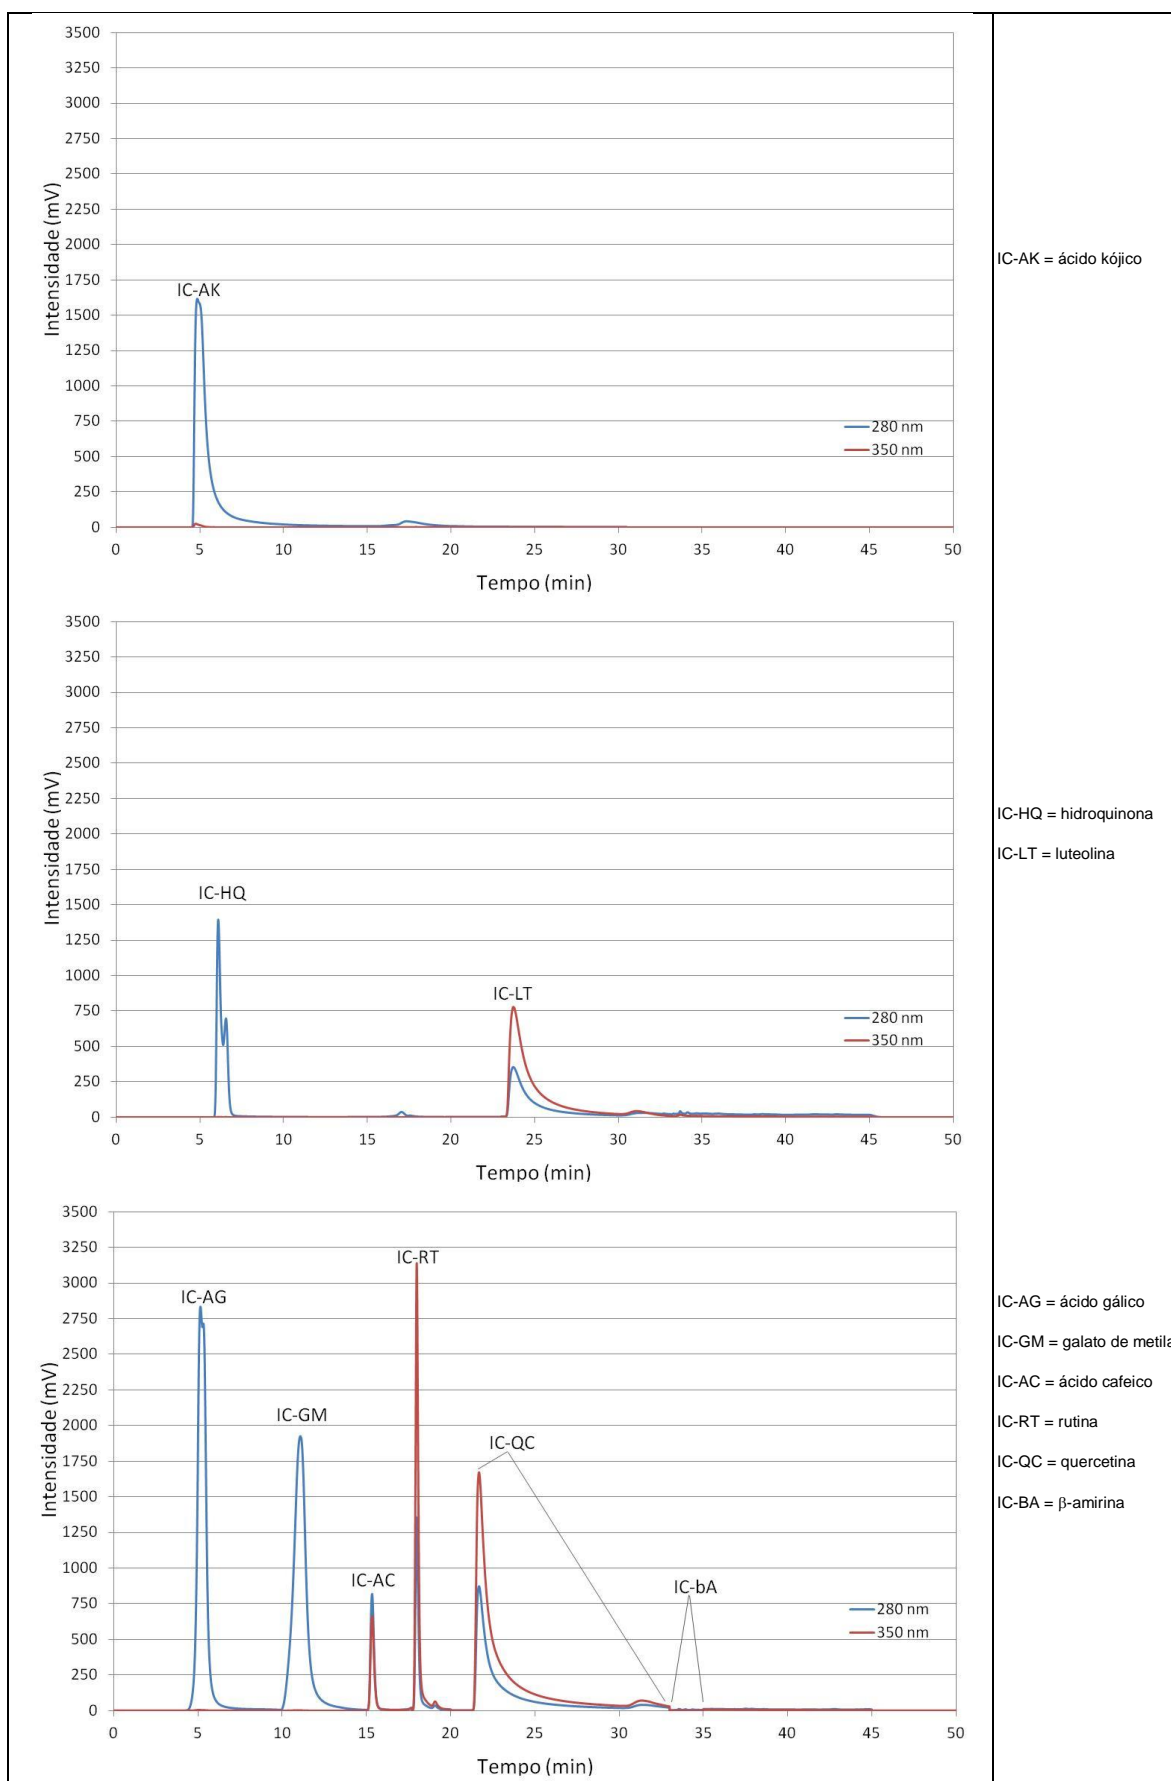 3500
3250
3000
2750
2500
2250
2000
1750
1500
1250
1000
750
500
250
0
Intensidade (mV)
IC-AK
280 nm
350 nm
0 5 10 15 20 25 30 35 40 45 50
Tempo (min)
IC-AK = ácido kójico
3500
3250
3000
2750
2500
2250
2000
1750
1500
1250
1000
750
500
250
0
Intensidade (mV)
IC-HQ
IC-LT
280 nm
350 nm
0 5 10 15 20 25 30 35 40 45 50
Tempo (min)
IC-HQ = hidroquinona
IC-LT = luteolina
3500
3250
3000
2750
2500
2250
2000
1750
1500
1250
1000
750
500
250
0
Intensidade (mV)
IC-AG
IC-GM
IC-AC
IC-RT
IC-QC
IC-bA
280 nm
350 nm
0 5 10 15 20 25 30 35 40 45 50
Tempo (min)
IC-AG = ácido gálico
IC-GM = galato de metila
IC-AC = ácido cafeico
IC-RT = rutina
IC-QC = quercetina
IC-BA = β-amirina